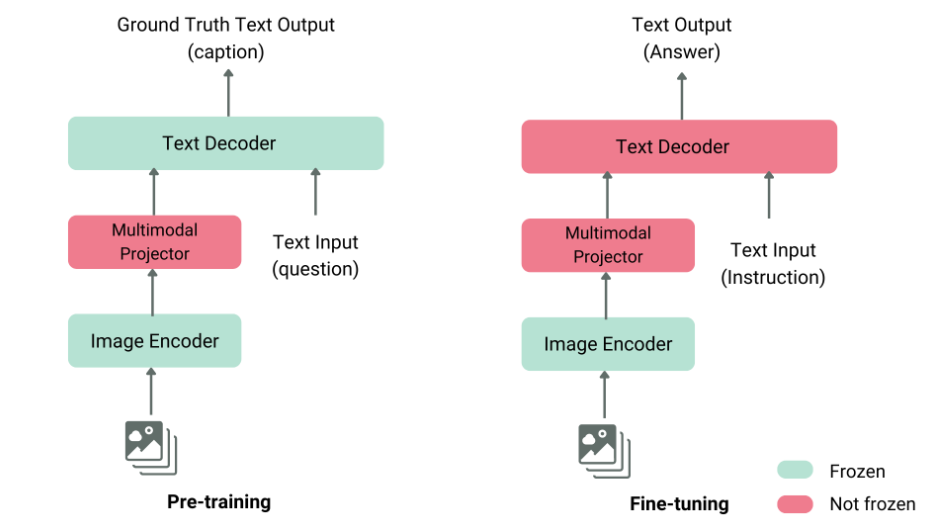 Ground Truth Text Output
(caption)
Text Decoder
Multimodal
Projector
Text Input
(question)
Image Encoder
Pre-training
Text Output
(Answer)
Text Decoder
Multimodal
Projector
Text Input
(Instruction)
Image Encoder
Fine-tuning
Frozen
Not frozen